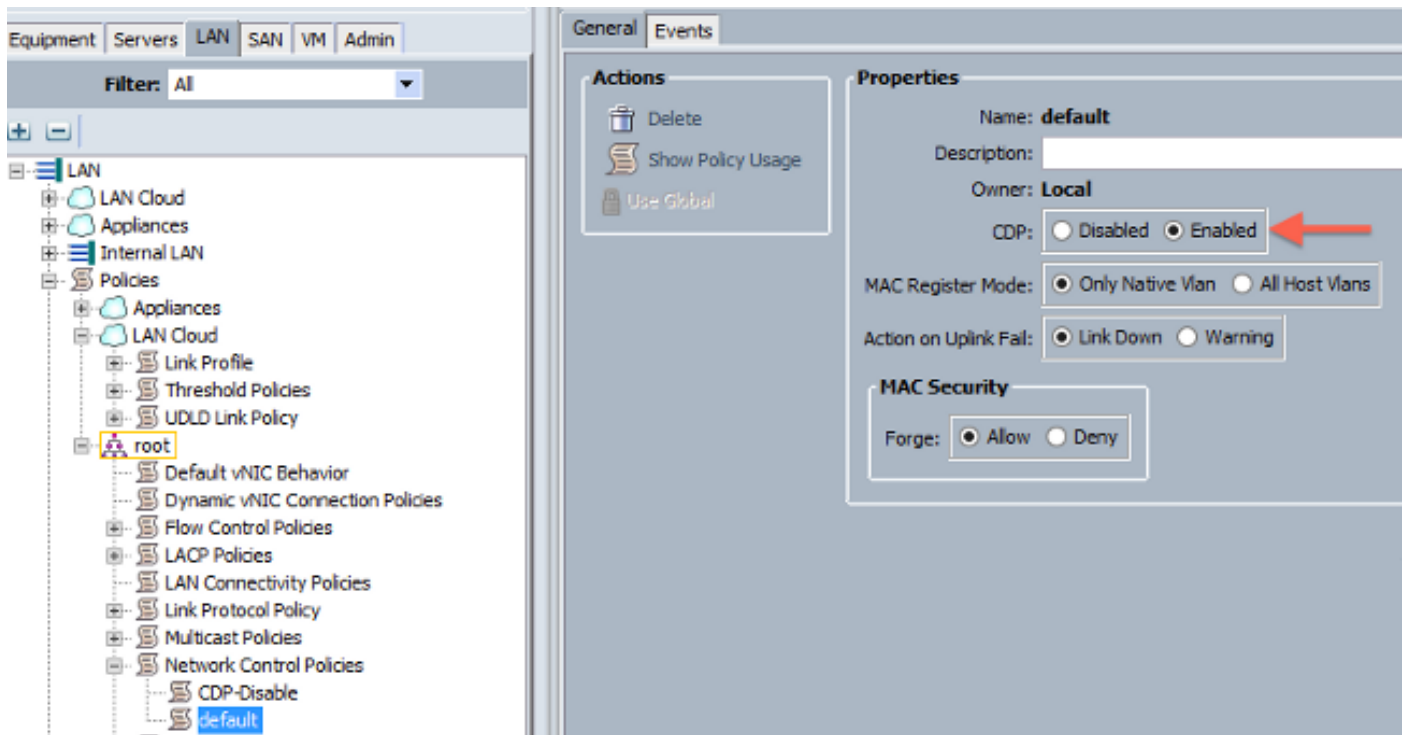 Equipment Servers LAN SAN VM Admin
Filter: All
LAN
LAN Cloud
Appliances
Internal LAN
Policies
Appliances
LAN Cloud
Link Profile
Threshold Policies
UDLD Link Policy
root
Default vNIC Behavior
Dynamic vNIC Connection Policies
Flow Control Policies
LACP Policies
LAN Connectivity Policies
Link Protocol Policy
Multicast Policies
Network Control Policies
CDP-Disable
default
General Events
Actions
Delete
Show Policy Usage
Use Global
Properties
Name: default
Description:
Owner: Local
CDP: Disabled Enabled
MAC Register Mode: Only Native Vlan All Host Vlans
Action on Uplink Fail: Link Down Warning
MAC Security
Forge: Allow Deny